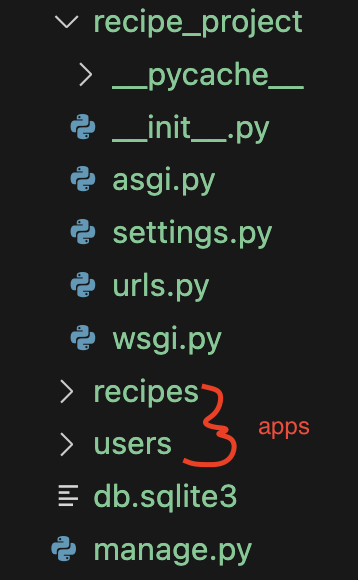 recipe_project
__pycache__
__init__.py
asgi.py
settings.py
urls.py
wsgi.py
recipes
apps
users
db.sqlite3
manage.py